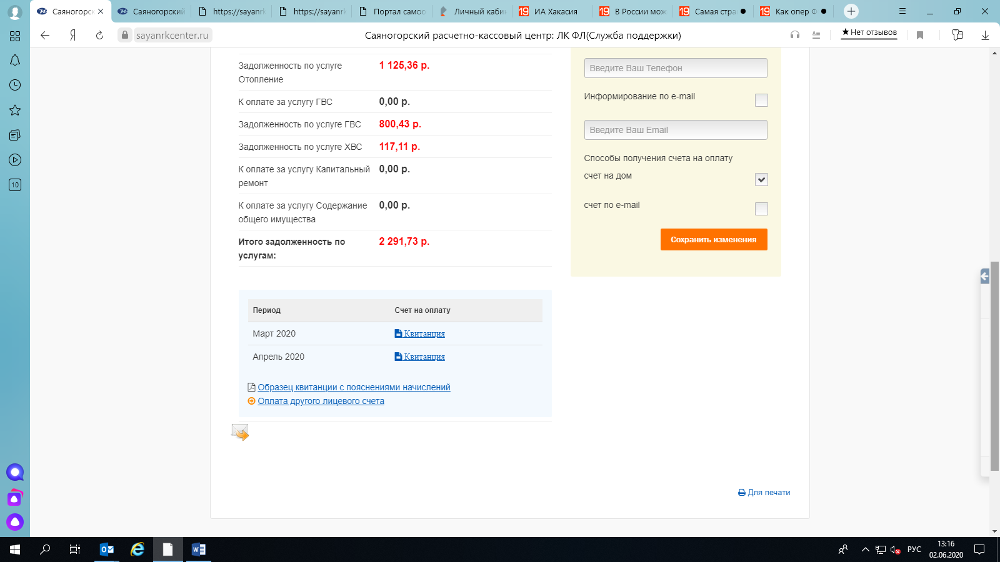 Саяногорск
Саяногорский
https://sayanrk
https://sayanrk
Портал самоо
Личный каби
19 ИА Хакасия
19 В России мож
19 Самая стра
19 Как опер Ф
Я
sayanrkcenter.ru
Саяногорский расчетно-кассовый центр: ЛК ФЛ(Служба поддержки)
★Нет отзывов
10
Задолженность по услуге
Отопление
1 125,36 р.
К оплате за услугу ГВС
0,00 р.
Задолженность по услуге ГВС
800,43 р.
Задолженность по услуге ХВС
117,11 р.
К оплате за услугу Капитальный
ремонт
0,00 р.
К оплате за услугу Содержание
общего имущества
0,00 р.
Итого задолженность по
услугам:
2 291,73 р.
Введите Ваш Телефон
Информирование по e-mail
Введите Ваш Email
Способы получения счета на оплату
счет на дом
счет по e-mail
Сохранить изменения
Период
Счет на оплату
Март 2020
Квитанция
Апрель 2020
Квитанция
Образец квитанции с пояснениями начислений
Оплата другого лицевого счета
Для печати
РУС
13:16
02.06.2020